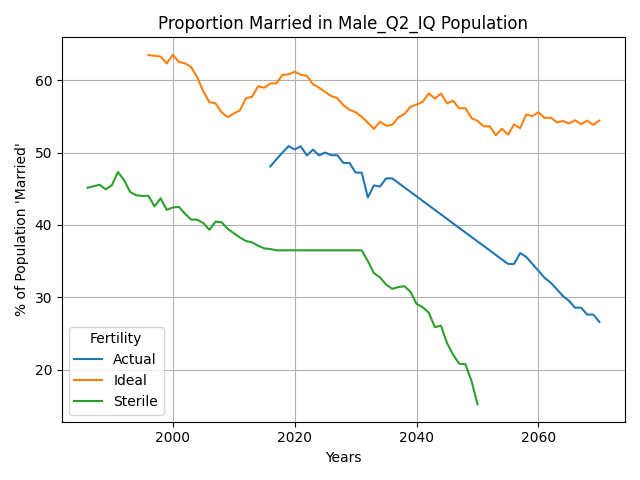 Proportion Married in Male_Q2_IQ Population
% of Population 'Married'
60
50
40
30
20
Fertility
Actual
Ideal
Sterile
2000
2020
2040
2060
Years